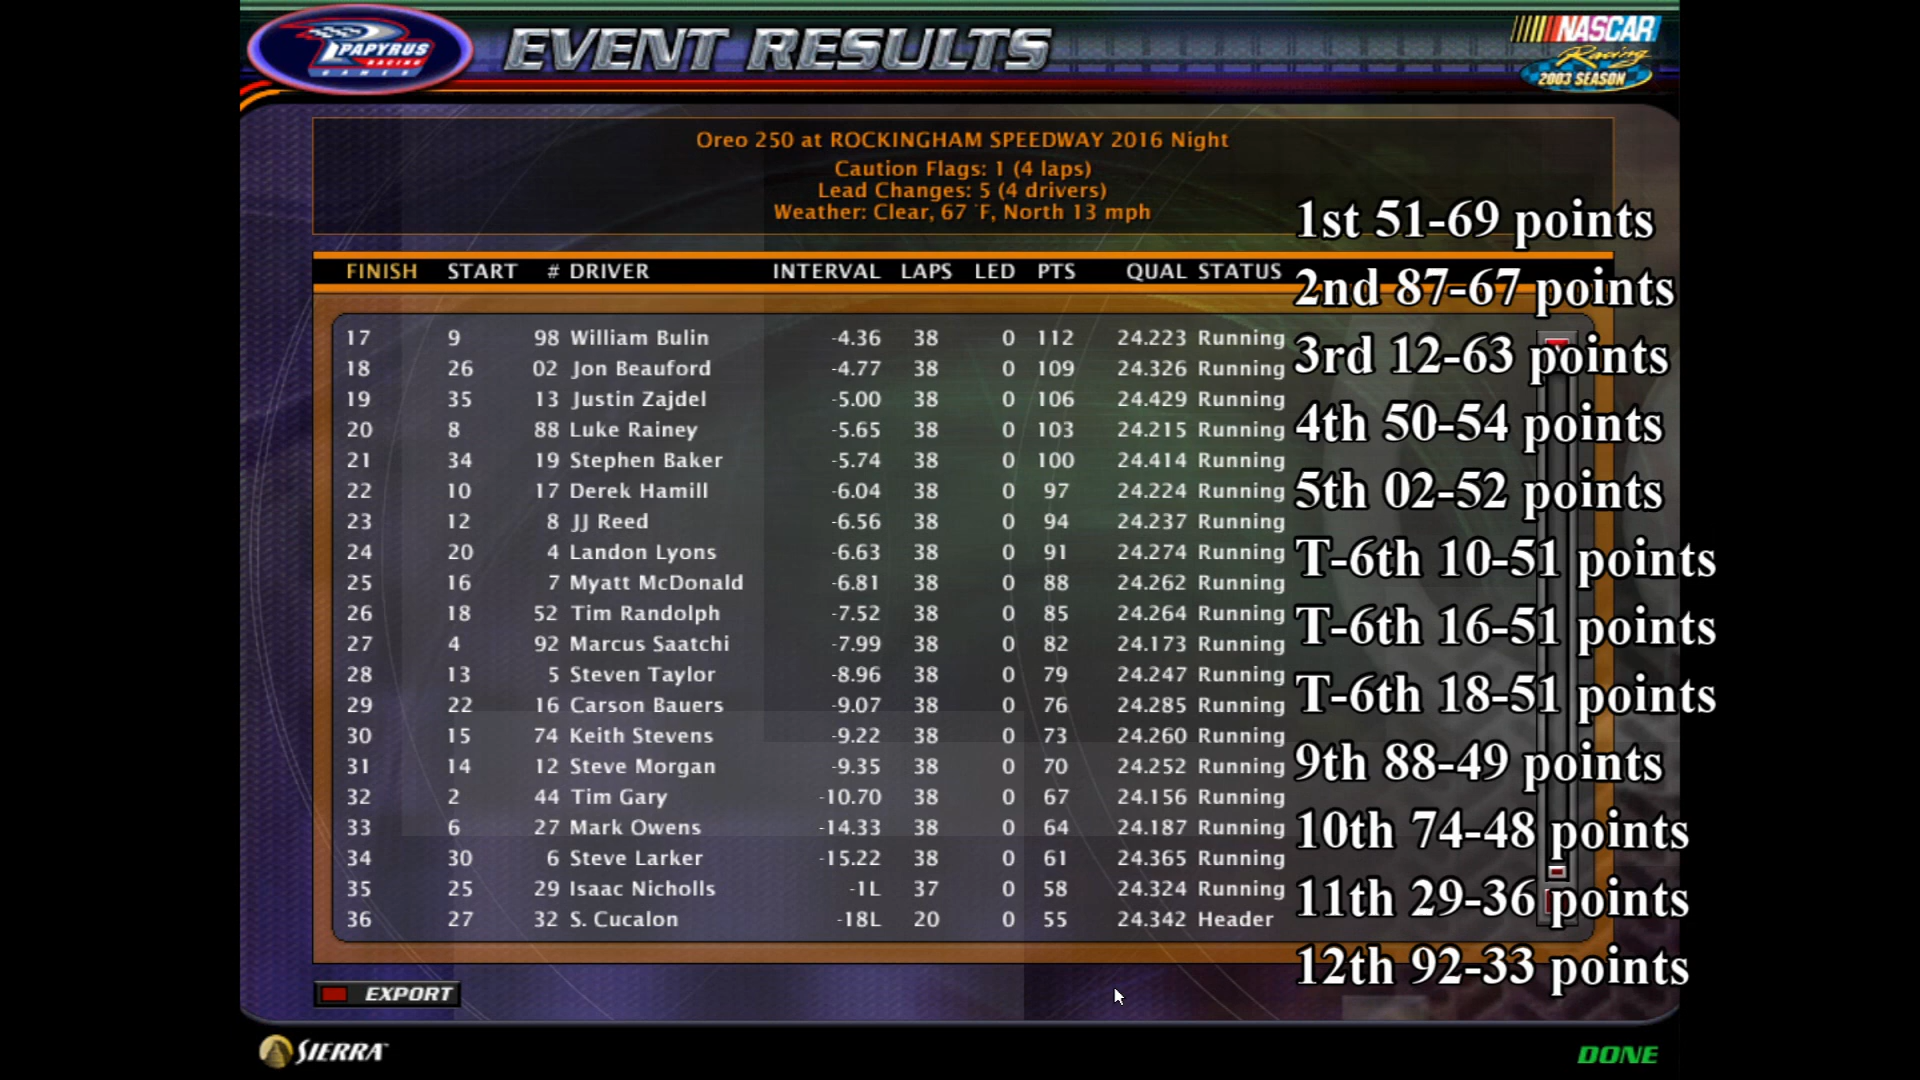 PAPYRUS
RACING
GAMES
EVENT RESULTS
NASCAR
Racing
2003 SEASON
Oreo 250 at ROCKINGHAM SPEEDWAY 2016 Night
Caution Flags: 1 (4 laps)
Lead Changes: 5 (4 drivers)
Weather: Clear, 67 °F, North 13 mph
FINISH START # DRIVER INTERVAL LAPS LED PTS QUAL STATUS
17 9 98 William Bulin -4.36 38 0 112 24.223 Running
18 26 02 Jon Beauford -4.77 38 0 109 24.326 Running
19 35 13 Justin Zajdel -5.00 38 0 106 24.429 Running
20 8 88 Luke Rainey -5.65 38 0 103 24.215 Running
21 34 19 Stephen Baker -5.74 38 0 100 24.414 Running
22 10 17 Derek Hamill -6.04 38 0 97 24.224 Running
23 12 8 JJ Reed -6.56 38 0 94 24.237 Running
24 20 4 Landon Lyons -6.63 38 0 91 24.274 Running
25 16 7 Myatt McDonald -6.81 38 0 88 24.262 Running
26 18 52 Tim Randolph -7.52 38 0 85 24.264 Running
27 4 92 Marcus Saatchi -7.99 38 0 82 24.173 Running
28 13 5 Steven Taylor -8.96 38 0 79 24.247 Running
29 22 16 Carson Bauers -9.07 38 0 76 24.285 Running
30 15 74 Keith Stevens -9.22 38 0 73 24.260 Running
31 14 12 Steve Morgan -9.35 38 0 70 24.252 Running
32 2 44 Tim Gary -10.70 38 0 67 24.156 Running
33 6 27 Mark Owens -14.33 38 0 64 24.187 Running
34 30 6 Steve Larker -15.22 38 0 61 24.365 Running
35 25 29 Isaac Nicholls -1L 37 0 58 24.324 Running
36 27 32 S. Cucalon -18L 20 0 55 24.342 Header
1st 51-69 points
2nd 87-67 points
3rd 12-63 points
4th 50-54 points
5th 02-52 points
T-6th 10-51 points
T-6th 16-51 points
T-6th 18-51 points
9th 88-49 points
10th 74-48 points
11th 29-36 points
12th 92-33 points
EXPORT
SIERRA
DONE